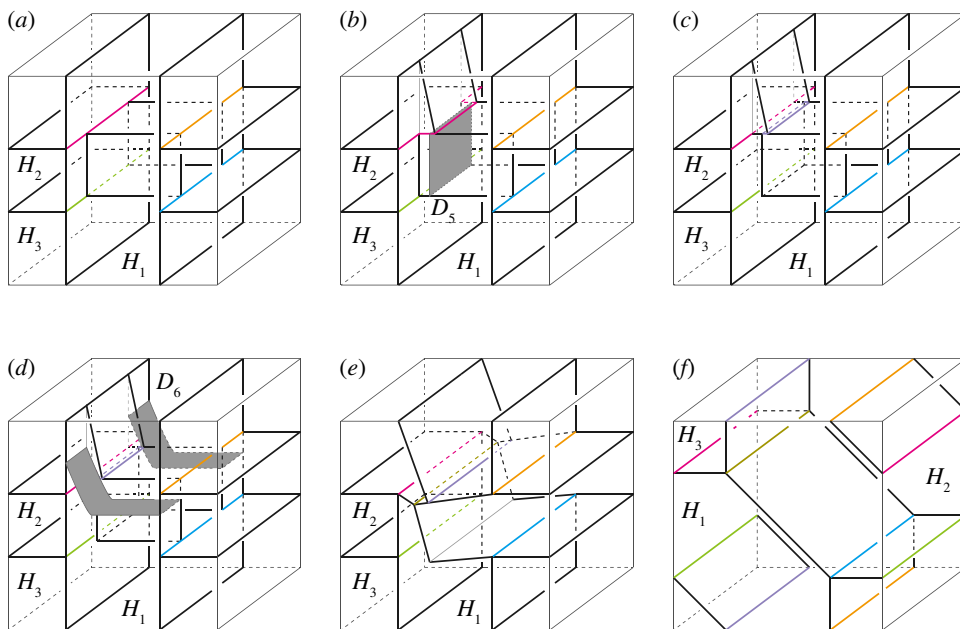 (a) (b) (c)
H₂ H₂ H₂
D₅
H₃ H₁ H₃ H₁ H₃ H₁
(d) (e) (f)
D₆
H₃
H₂ H₂ H₁ H₂
H₃ H₁ H₃ H₁